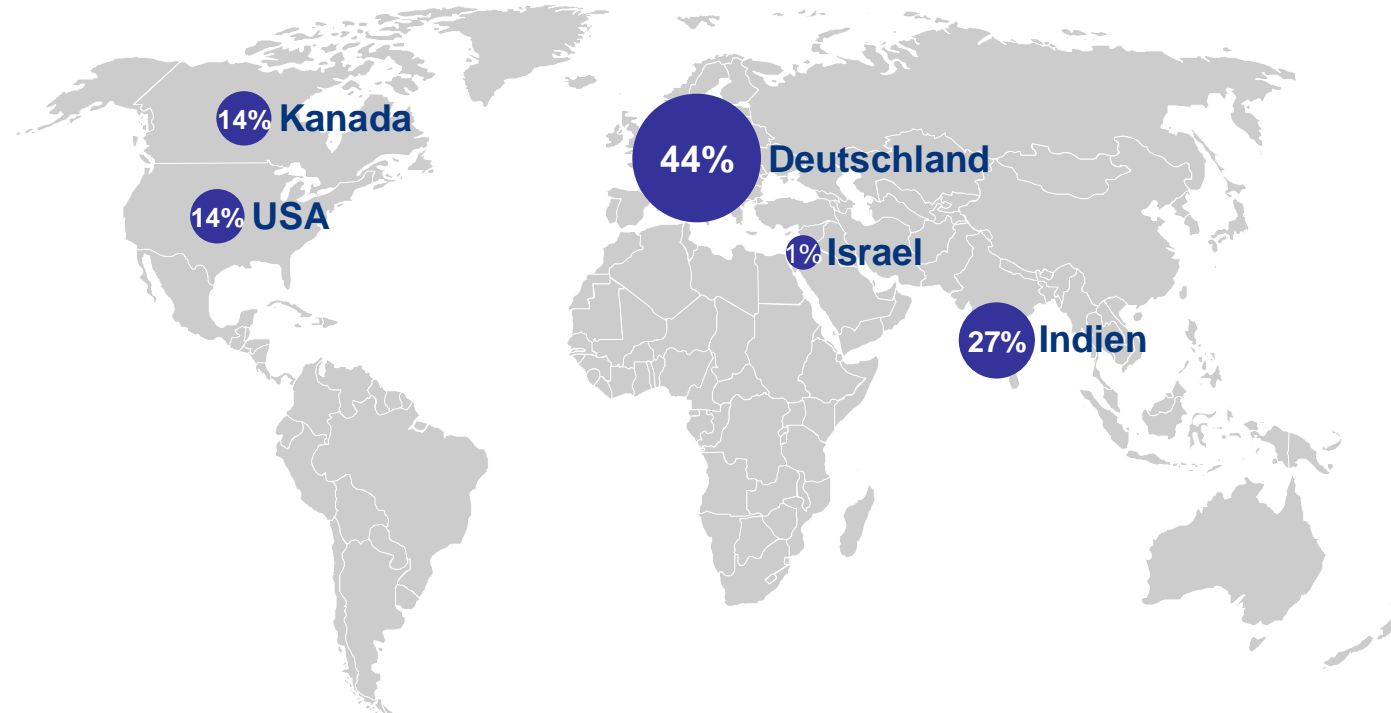 14% Kanada
44% Deutschland
14% USA
1% Israel
27% Indien